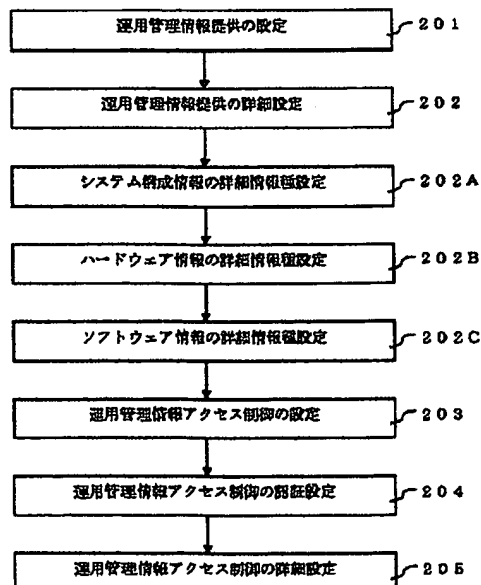 運用管理情報提供の設定 201
運用管理情報提供の詳細設定 202
システム構成情報の詳細情報種設定 202A
ハードウェア情報の詳細情報種設定 202B
ソフトウェア情報の詳細情報種設定 202C
運用管理情報アクセス制御の設定 203
運用管理情報アクセス制御の認証設定 204
運用管理情報アクセス制御の詳細設定 205